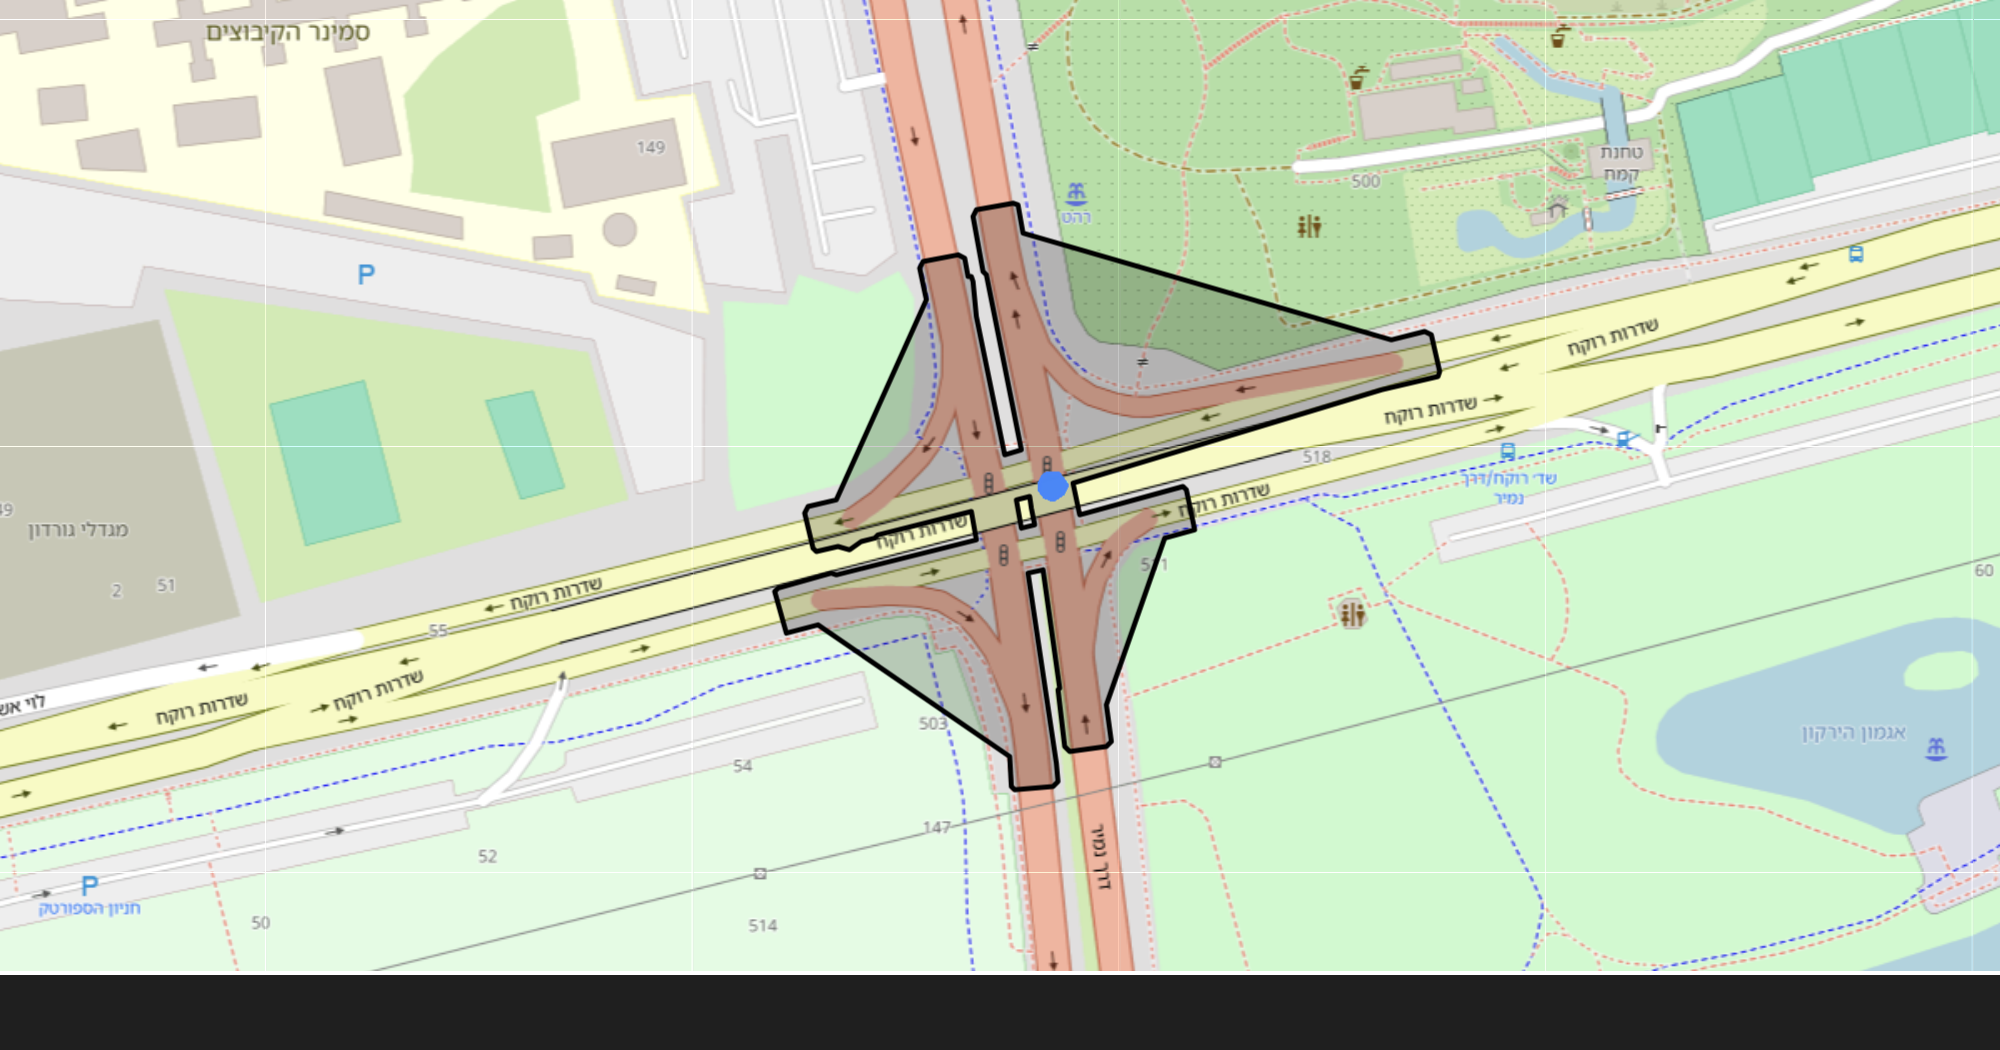 סמינר הקיבוצים
149
P
רהט
500
טחנת
קמח
שדרות רוקח
שדרות רוקח
518
שד' רוקח/דרך
נמיר
שדרות רוקח
שדרות רוקח
מגדלי גורדון
2
51
שדרות רוקח
55
60
שדרות רוקח
שדרות רוקח
לוי אש
503
אגמון הירקון
54
147
דרך נמיר
52
P
חניון הספורטק
50
514